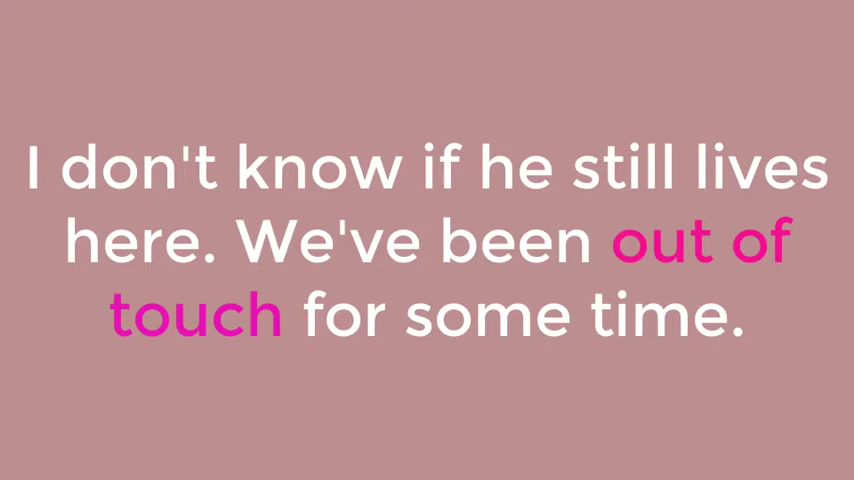 I don't know if he still lives
here. We've been out of
touch for some time.